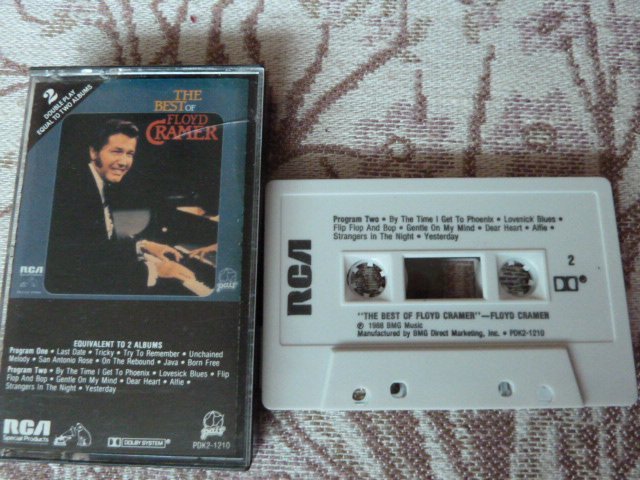 2
DOUBLE PLAY
EQUAL TO TWO ALBUMS
THE
BEST OF
FLOYD
CRAMER
RCA
pair
EQUIVALENT TO 2 ALBUMS
Program One • Last Date • Tricky • Try To Remember • Unchained
Melody • San Antonio Rose • On The Rebound • Java • Born Free
Program Two • By The Time I Get To Phoenix • Lovesick Blues • Flip
Flop And Bop • Gentle On My Mind • Dear Heart • Alfie •
Strangers In The Night • Yesterday
RCA
Special Products
DOLBY SYSTEM
pair
PDK2-1210
Program Two • By The Time I Get To Phoenix • Lovesick Blues •
Flip Flop And Bop • Gentle On My Mind • Dear Heart • Alfie •
Strangers In The Night • Yesterday
RCA
2
"THE BEST OF FLOYD CRAMER"—FLOYD CRAMER
℗ 1988 BMG Music
Manufactured by BMG Direct Marketing, Inc. • PDK2-1210